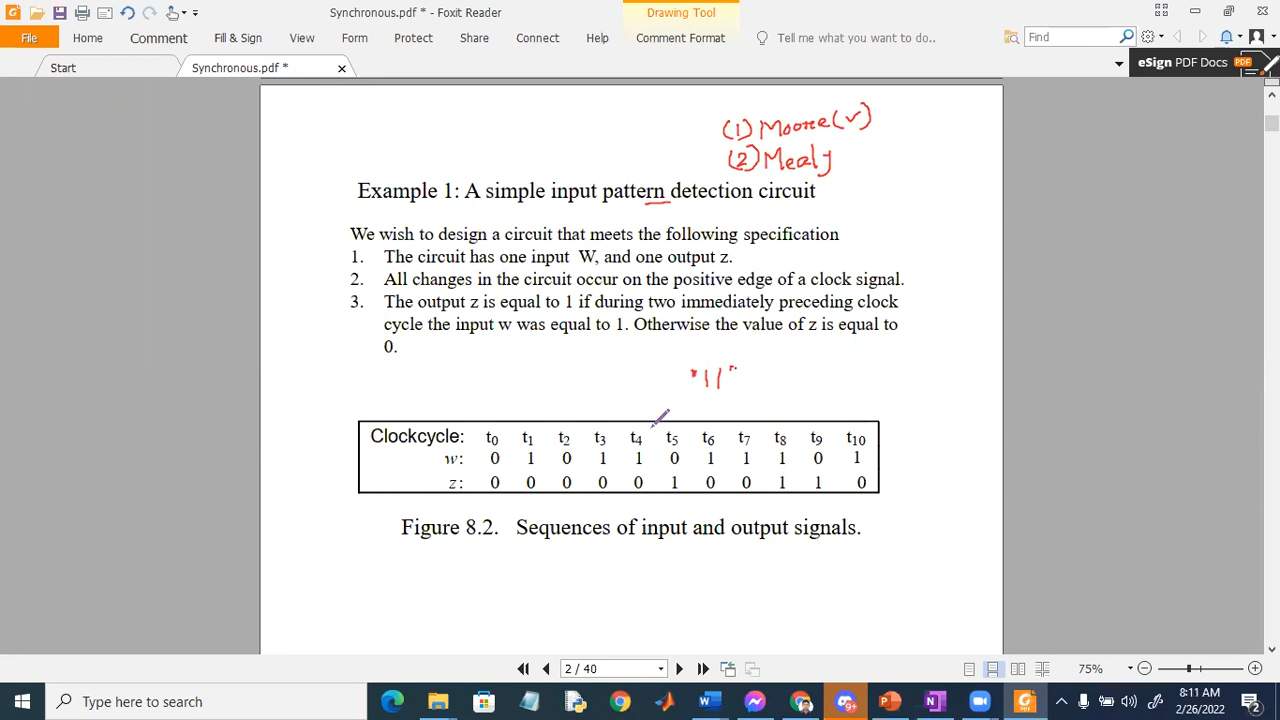 Synchronous.pdf * - Foxit Reader
Drawing Tool
File Home Comment Fill & Sign View Form Protect Share Connect Help Comment Format Tell me what you want to do.. Find
Start Synchronous.pdf * eSign PDF Docs PDF
(1) Moore (✓)
(2) Mealy
Example 1: A simple input pattern detection circuit
We wish to design a circuit that meets the following specification
1. The circuit has one input W, and one output z.
2. All changes in the circuit occur on the positive edge of a clock signal.
3. The output z is equal to 1 if during two immediately preceding clock
cycle the input w was equal to 1. Otherwise the value of z is equal to
0.
"11"
Clockcycle: t0 t1 t2 t3 t4 t5 t6 t7 t8 t9 t10
w: 0 1 0 1 1 0 1 1 1 0 1
z: 0 0 0 0 0 1 0 0 1 1 0
Figure 8.2. Sequences of input and output signals.
2 / 40 75%
Type here to search 9+ 8:11 AM
2/26/2022 2